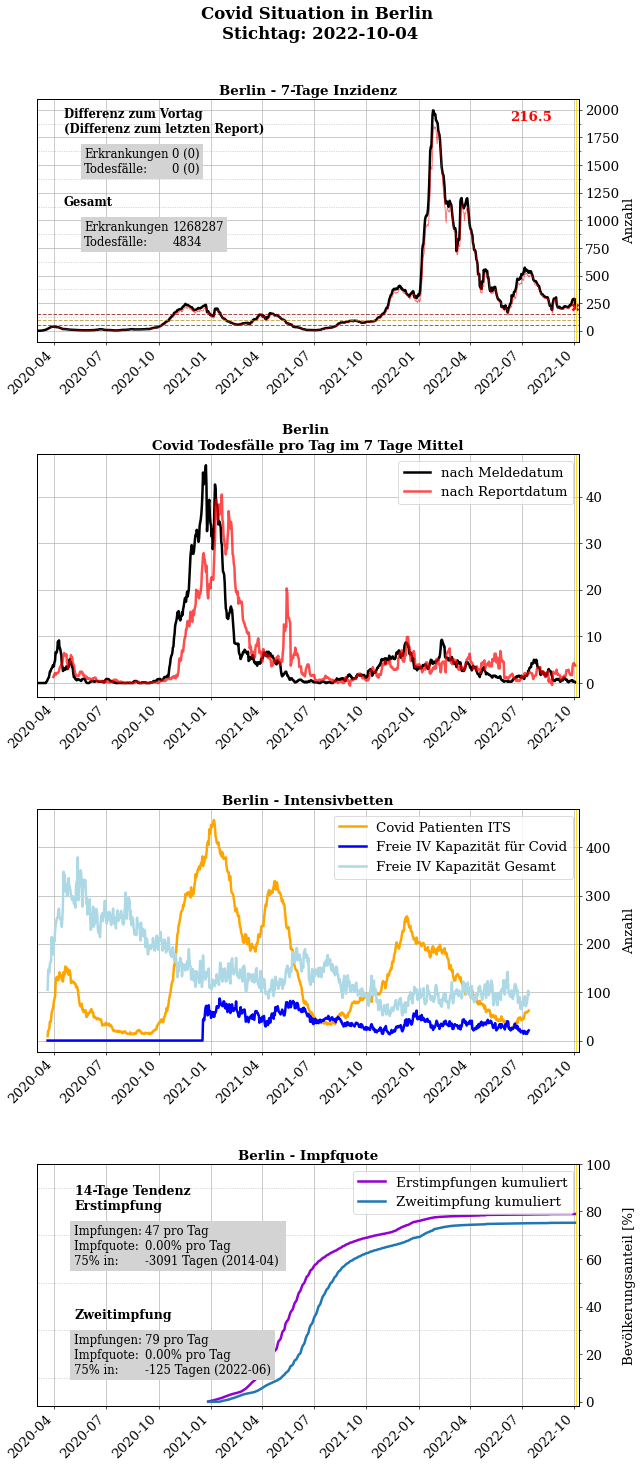 Covid Situation in Berlin
Stichtag: 2022-10-04
Berlin - 7-Tage Inzidenz
Differenz zum Vortag
(Differenz zum letzten Report)
Erkrankungen 0 (0)
Todesfälle: 0 (0)
Gesamt
Erkrankungen 1268287
Todesfälle: 4834
216.5
2000
1750
1500
1250
1000
750
500
250
0
Anzahl
2020-04 2020-07 2020-10 2021-01 2021-04 2021-07 2021-10 2022-01 2022-04 2022-07 2022-10
Berlin
Covid Todesfälle pro Tag im 7 Tage Mittel
nach Meldedatum
nach Reportdatum
40
30
20
10
0
2020-04 2020-07 2020-10 2021-01 2021-04 2021-07 2021-10 2022-01 2022-04 2022-07 2022-10
Berlin - Intensivbetten
Covid Patienten ITS
Freie IV Kapazität für Covid
Freie IV Kapazität Gesamt
400
300
200
100
0
Anzahl
2020-04 2020-07 2020-10 2021-01 2021-04 2021-07 2021-10 2022-01 2022-04 2022-07 2022-10
Berlin - Impfquote
14-Tage Tendenz
Erstimpfung
Impfungen: 47 pro Tag
Impfquote: 0.00% pro Tag
75% in: -3091 Tagen (2014-04)
Zweitimpfung
Impfungen: 79 pro Tag
Impfquote: 0.00% pro Tag
75% in: -125 Tagen (2022-06)
Erstimpfungen kumuliert
Zweitimpfung kumuliert
100
80
60
40
20
0
Bevölkerungsanteil [%]
2020-04 2020-07 2020-10 2021-01 2021-04 2021-07 2021-10 2022-01 2022-04 2022-07 2022-10